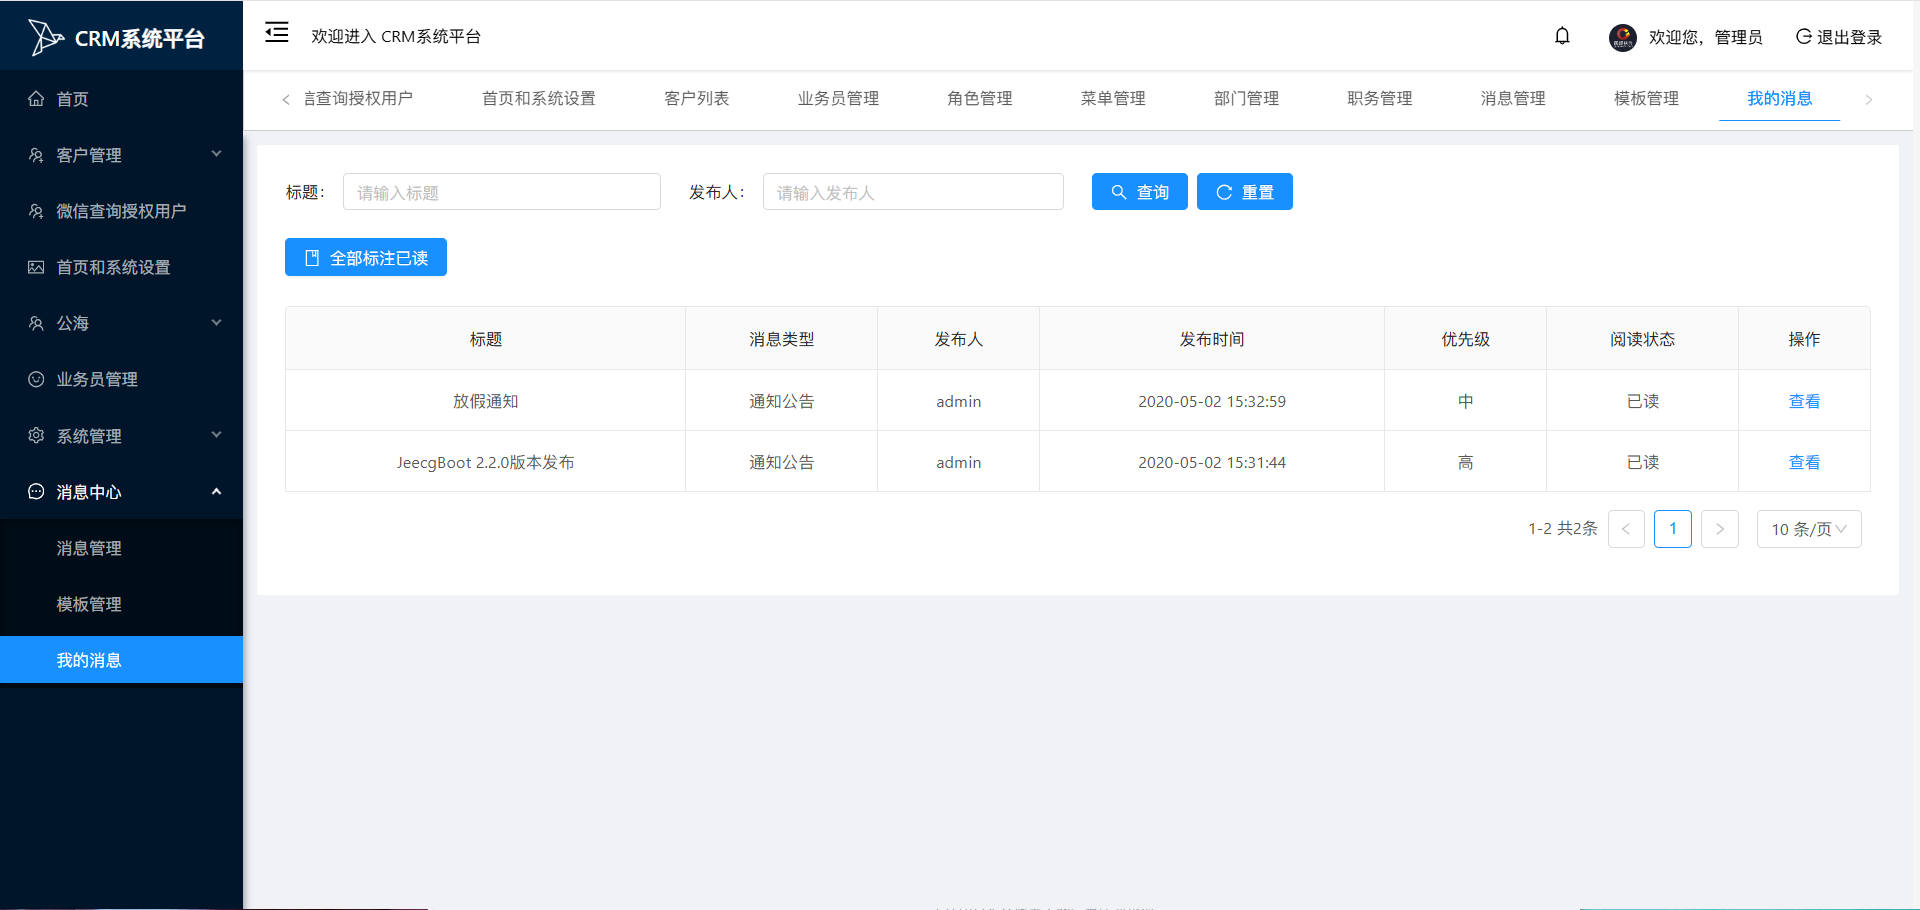 CRM系统平台
欢迎进入 CRM系统平台
欢迎您，管理员
退出登录
首页
客户管理
微信查询授权用户
首页和系统设置
公海
业务员管理
系统管理
消息中心
消息管理
模板管理
我的消息
查询授权用户 首页和系统设置 客户列表 业务员管理 角色管理 菜单管理 部门管理 职务管理 消息管理 模板管理 我的消息
标题： 请输入标题 发布人： 请输入发布人 查询 重置
全部标注已读
标题 消息类型 发布人 发布时间 优先级 阅读状态 操作
放假通知 通知公告 admin 2020-05-02 15:32:59 中 已读 查看
JeecgBoot 2.2.0版本发布 通知公告 admin 2020-05-02 15:31:44 高 已读 查看
1-2 共2条 < 1 > 10 条/页